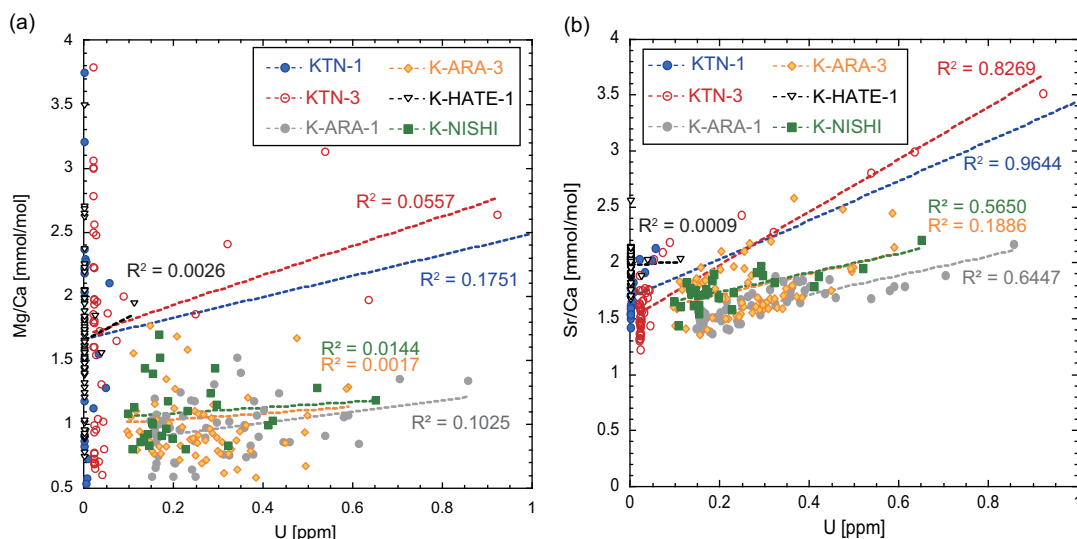 (a)
4
3.5
3
2.5
2
1.5
1
0.5
0
0.2
0.4
0.6
0.8
1
Mg/Ca [mmol/mol]
U [ppm]
KTN-1
K-ARA-3
KTN-3
K-HATE-1
K-ARA-1
K-NISHI
R² = 0.0557
R² = 0.0026
R² = 0.1751
R² = 0.0144
R² = 0.0017
R² = 0.1025
(b)
4
3.5
3
2.5
2
1.5
1
0.5
0
0
0.2
0.4
0.6
0.8
1
Sr/Ca [mmol/mol]
U [ppm]
KTN-1
K-ARA-3
KTN-3
K-HATE-1
K-ARA-1
K-NISHI
R² = 0.8269
R² = 0.9644
R² = 0.0009
R² = 0.5650
R² = 0.1886
R² = 0.6447